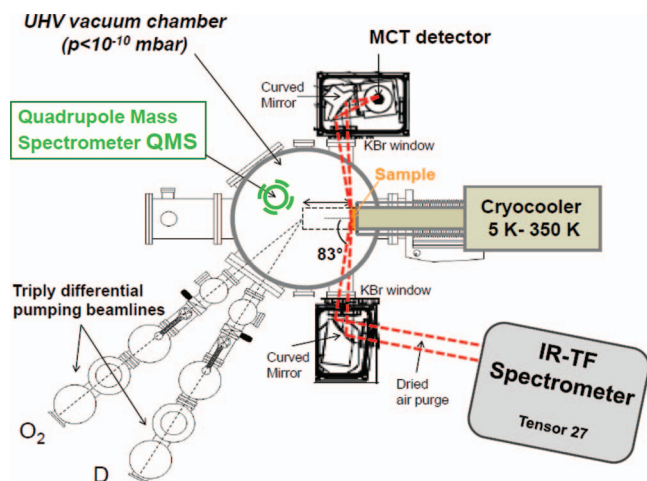 UHV vacuum chamber
(p<10⁻¹⁰ mbar)
MCT detector
Curved
Mirror
Quadrupole Mass
Spectrometer QMS
KBr window
Sample
Cryocooler
5 K- 350 K
83°
KBr window
Triply differential
pumping beamlines
Curved
Mirror
Dried
air purge
IR-TF
Spectrometer
Tensor 27
O₂
D